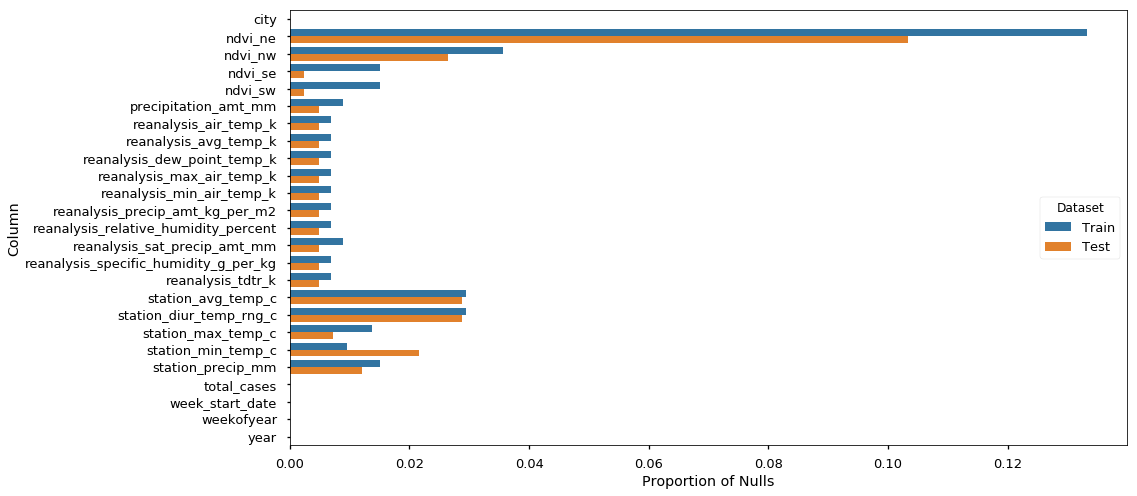 city
ndvi_ne
ndvi_nw
ndvi_se
ndvi_sw
precipitation_amt_mm
reanalysis_air_temp_k
reanalysis_avg_temp_k
reanalysis_dew_point_temp_k
reanalysis_max_air_temp_k
reanalysis_min_air_temp_k
reanalysis_precip_amt_kg_per_m2
reanalysis_relative_humidity_percent
reanalysis_sat_precip_amt_mm
reanalysis_specific_humidity_g_per_kg
reanalysis_tdtr_k
station_avg_temp_c
station_diur_temp_rng_c
station_max_temp_c
station_min_temp_c
station_precip_mm
total_cases
week_start_date
weekofyear
year
Column
Dataset
Train
Test
0.00 0.02 0.04 0.06 0.08 0.10 0.12
Proportion of Nulls